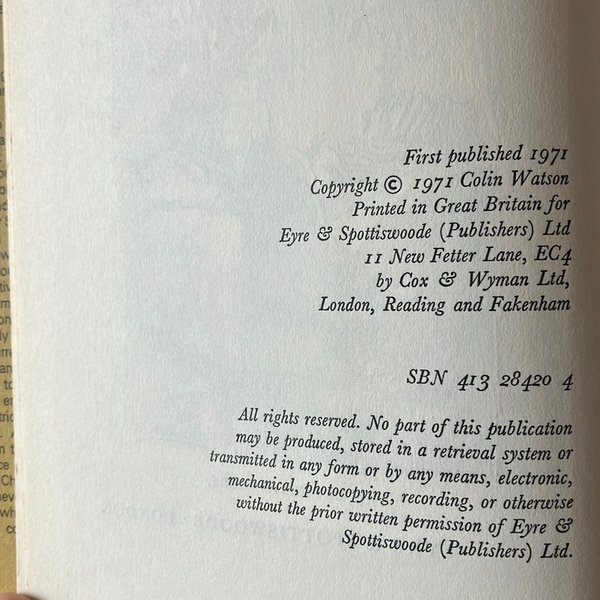 First published 1971
Copyright © 1971 Colin Watson
Printed in Great Britain for
Eyre & Spottiswoode (Publishers) Ltd
11 New Fetter Lane, EC4
by Cox & Wyman Ltd,
London, Reading and Fakenham
SBN 413 28420 4
All rights reserved. No part of this publication
may be produced, stored in a retrieval system or
transmitted in any form or by any means, electronic,
mechanical, photocopying, recording, or otherwise
without the prior written permission of Eyre &
Spottiswoode (Publishers) Ltd.